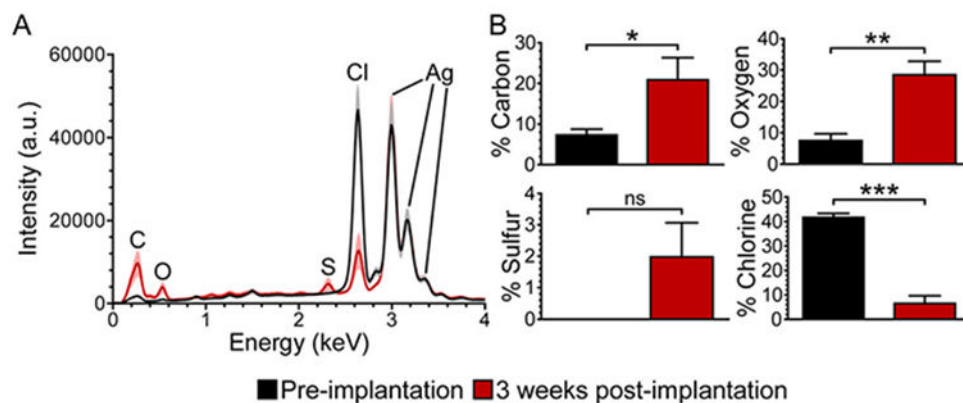 A
60000
40000
20000
0
Intensity (a.u.)
C
O
S
Cl
Ag
0 1 2 3 4
Energy (keV)
B
% Carbon
30
20
10
0
*
% Oxygen
40
30
20
10
0
**
% Sulfur
4
3
2
1
0
ns
% Chlorine
50
40
30
20
10
0
***
Pre-implantation 3 weeks post-implantation